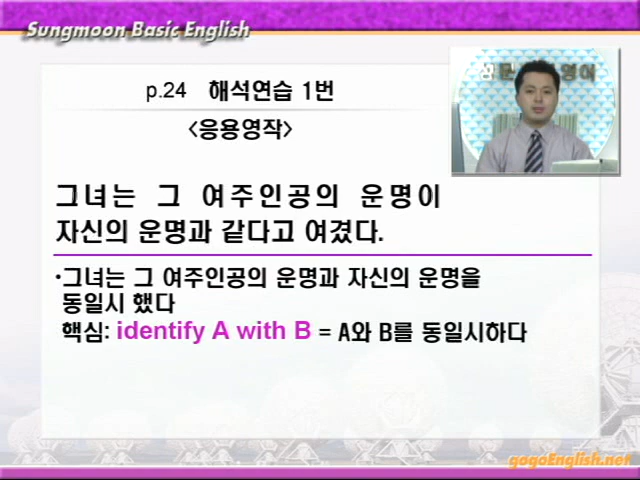 Sungmoon Basic English
p.24 해석연습 1번
<응용영작>
그녀는 그 여주인공의 운명이
자신의 운명과 같다고 여겼다.
•그녀는 그 여주인공의 운명과 자신의 운명을
동일시 했다
핵심: identify A with B = A와 B를 동일시하다
gogoEnglish.net